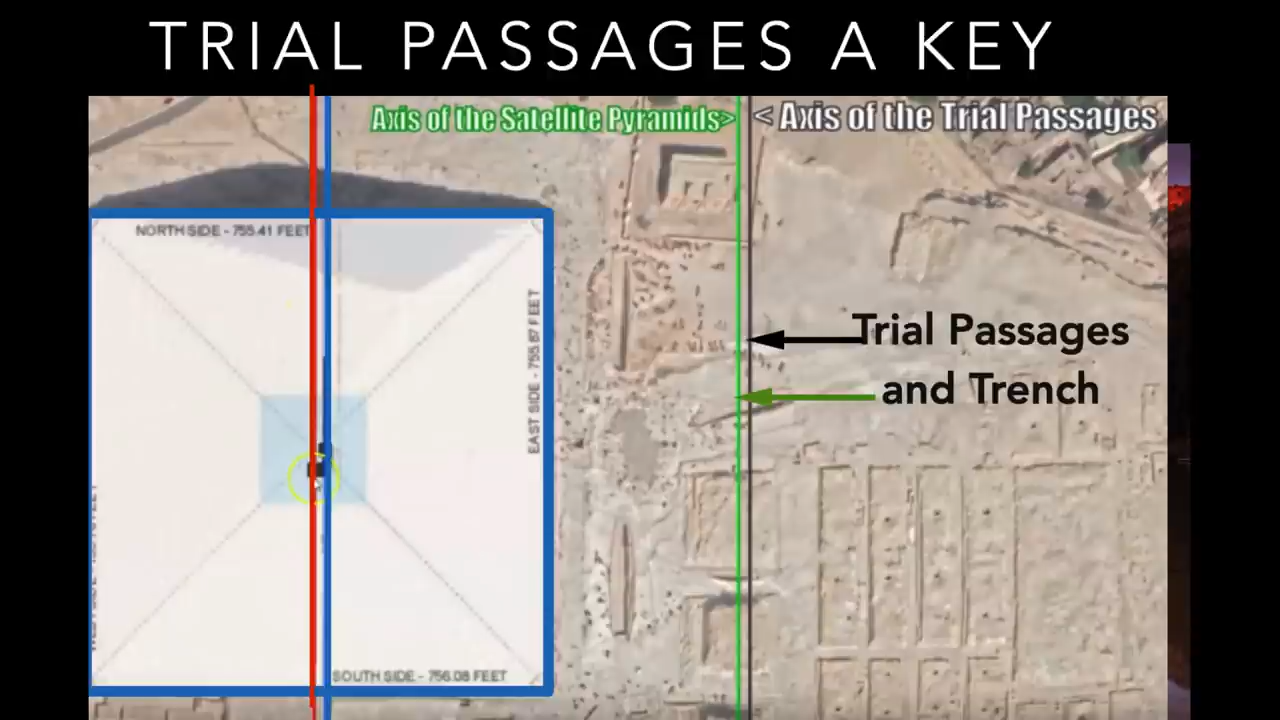 TRIAL PASSAGES A KEY
Axis of the Satellite Pyramids>
< Axis of the Trial Passages
NORTH SIDE - 755.41 FEET
EAST SIDE - 755.87 FEET
Trial Passages
and Trench
SOUTH SIDE - 756.08 FEET